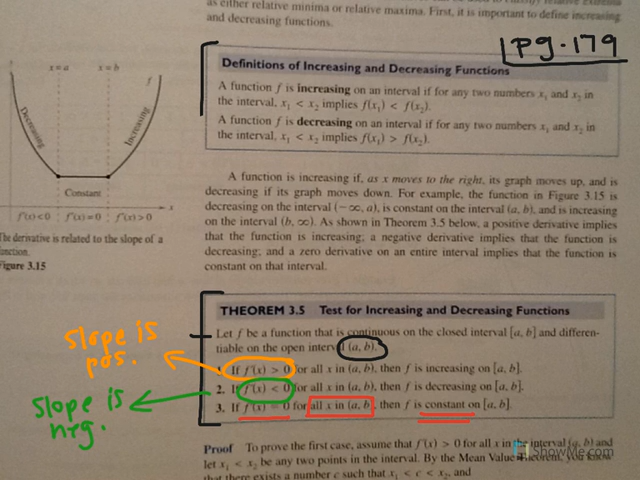 as either relative minima or relative maxima. First, it is important to define increasing
and decreasing functions.
pg. 179
Definitions of Increasing and Decreasing Functions
A function f is increasing on an interval if for any two numbers x₁ and x₂ in
the interval, x₁ < x₂ implies f(x₁) < f(x₂).
A function f is decreasing on an interval if for any two numbers x₁ and x₂ in
the interval, x₁ < x₂ implies f(x₁) > f(x₂).
x = a
x = b
f
Decreasing
Increasing
Constant
x
f′(x) < 0
f′(x) = 0
f′(x) > 0
The derivative is related to the slope of a
function.
Figure 3.15
A function is increasing if, as x moves to the right, its graph moves up, and is
decreasing if its graph moves down. For example, the function in Figure 3.15 is
decreasing on the interval (−∞, a), is constant on the interval (a, b), and is increasing
on the interval (b, ∞). As shown in Theorem 3.5 below, a positive derivative implies
that the function is increasing; a negative derivative implies that the function is
decreasing; and a zero derivative on an entire interval implies that the function is
constant on that interval.
THEOREM 3.5 Test for Increasing and Decreasing Functions
Let f be a function that is continuous on the closed interval [a, b] and differen-
tiable on the open interval (a, b).
1. If f′(x) > 0 for all x in (a, b), then f is increasing on [a, b].
2. If f′(x) < 0 for all x in (a, b), then f is decreasing on [a, b].
3. If f′(x) = 0 for all x in (a, b), then f is constant on [a, b].
slope is
pos.
slope is
neg.
Proof To prove the first case, assume that f′(x) > 0 for all x in the interval (a, b) and
let x₁ < x₂ be any two points in the interval. By the Mean Value Theorem, you know
that there exists a number c such that x₁ < c < x₂, and
ShowMe.com